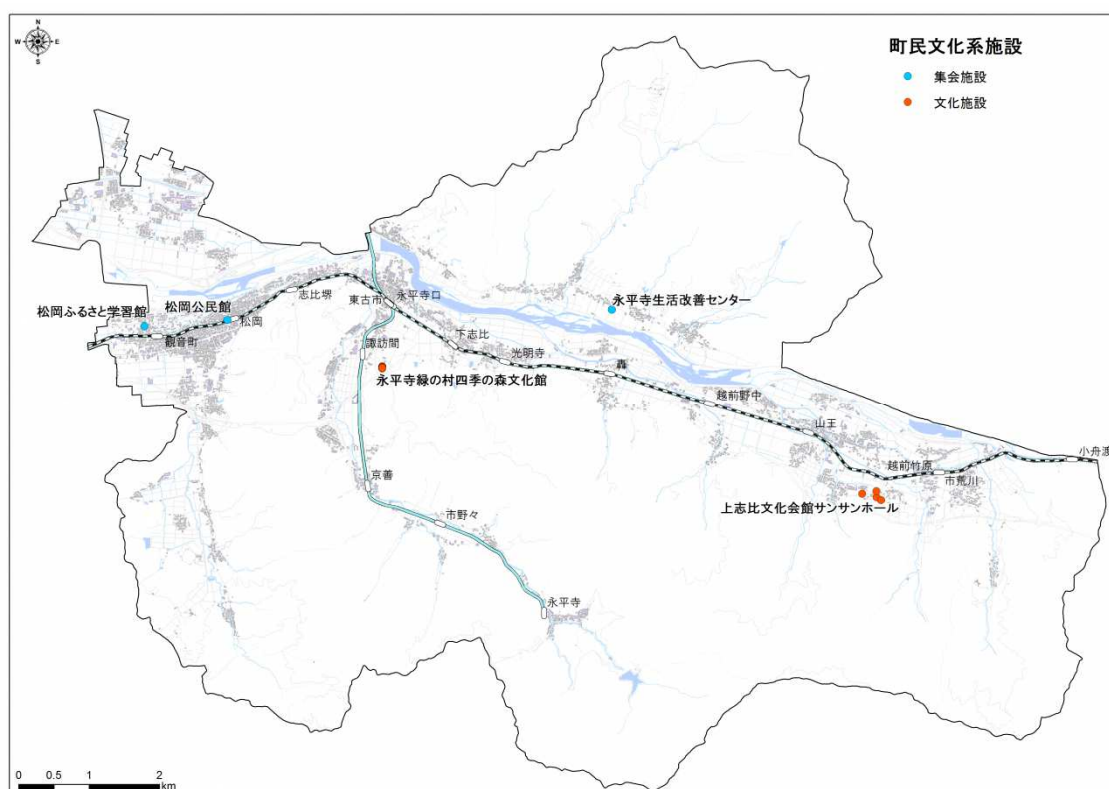 N
W E
S
町民文化系施設
集会施設
文化施設
志比堺
東古市
永平寺口
永平寺生活改善センター
松岡ふるさと学習館
松岡公民館
松岡
観音町
諏訪間
下志比
光明寺
轟
永平寺緑の村四季の森文化館
越前野中
山王
小舟渡
越前竹原
市荒川
京善
上志比文化会館サンサンホール
市野々
永平寺
0 0.5 1 2
km